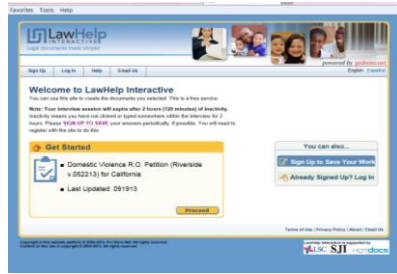 Favorites Tools Help
LawHelp
INTERACTIVE
Legal documents made simple
powered by probono.net
Sign Up Log In Help Email Us
English Español
Welcome to LawHelp Interactive
You can use this site to create the documents you selected. This is a free service.
Note: Your interview session will expire after 2 hours (120 minutes) of inactivity.
Inactivity means you have not clicked or typed somewhere within the interview for 2
hours. Please SIGN UP TO SAVE your answers periodically, if possible. You will need to
register with the site to do this.
Get Started
Domestic Violence R.O. Petition (Riverside
v.052213) for California
Last Updated: 091913
Proceed
You can also...
Sign Up to Save Your Work
Already Signed Up? Log In
Terms of Use | Privacy Policy | About | Email Us
LawHelp Interactive is supported by
LSC SJI HOTDOCS